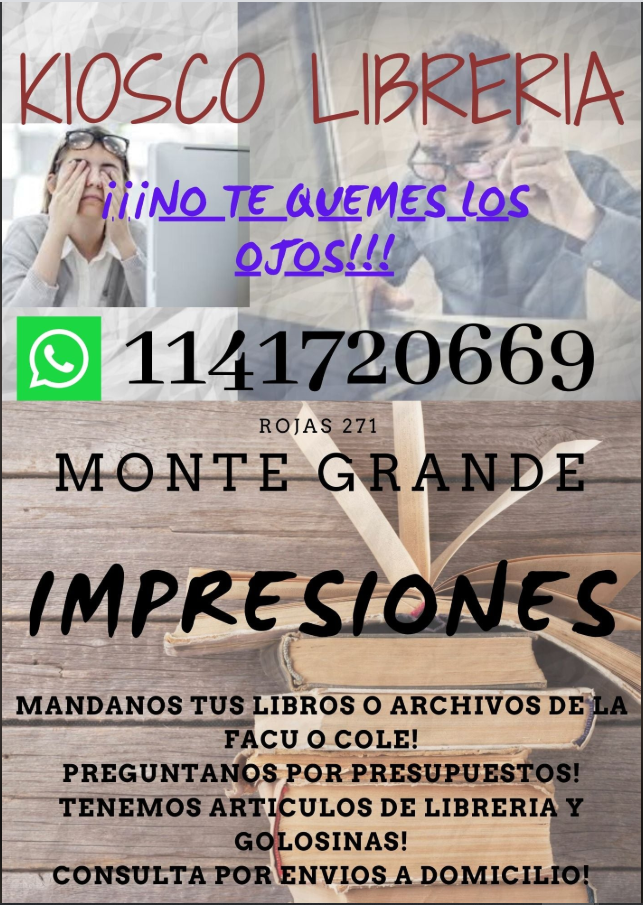 KIOSCO LIBRERIA
¡¡¡NO TE QUEMES LOS
OJOS!!!
1141720669
ROJAS 271
MONTE GRANDE
IMPRESIONES
MANDANOS TUS LIBROS O ARCHIVOS DE LA
FACU O COLE!
PREGUNTANOS POR PRESUPUESTOS!
TENEMOS ARTICULOS DE LIBRERIA Y
GOLOSINAS!
CONSULTA POR ENVIOS A DOMICILIO!